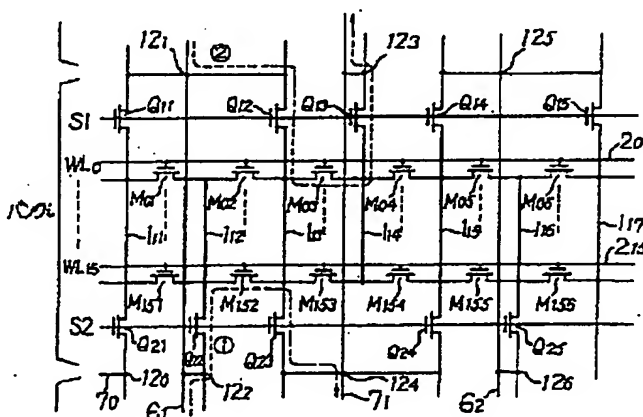 121 ② 123 125
S1 Q11 Q12 Q13 Q14 Q15
WL0 20
M01 M02 M03 M04 M05 M06
111 112 113 114 115 116 117
WL15 215
M151 M152 M153 M154 M155 M156
S2 Q21 Q22 ① Q23 Q24 Q25
70 120 61 122 124 71 62 126